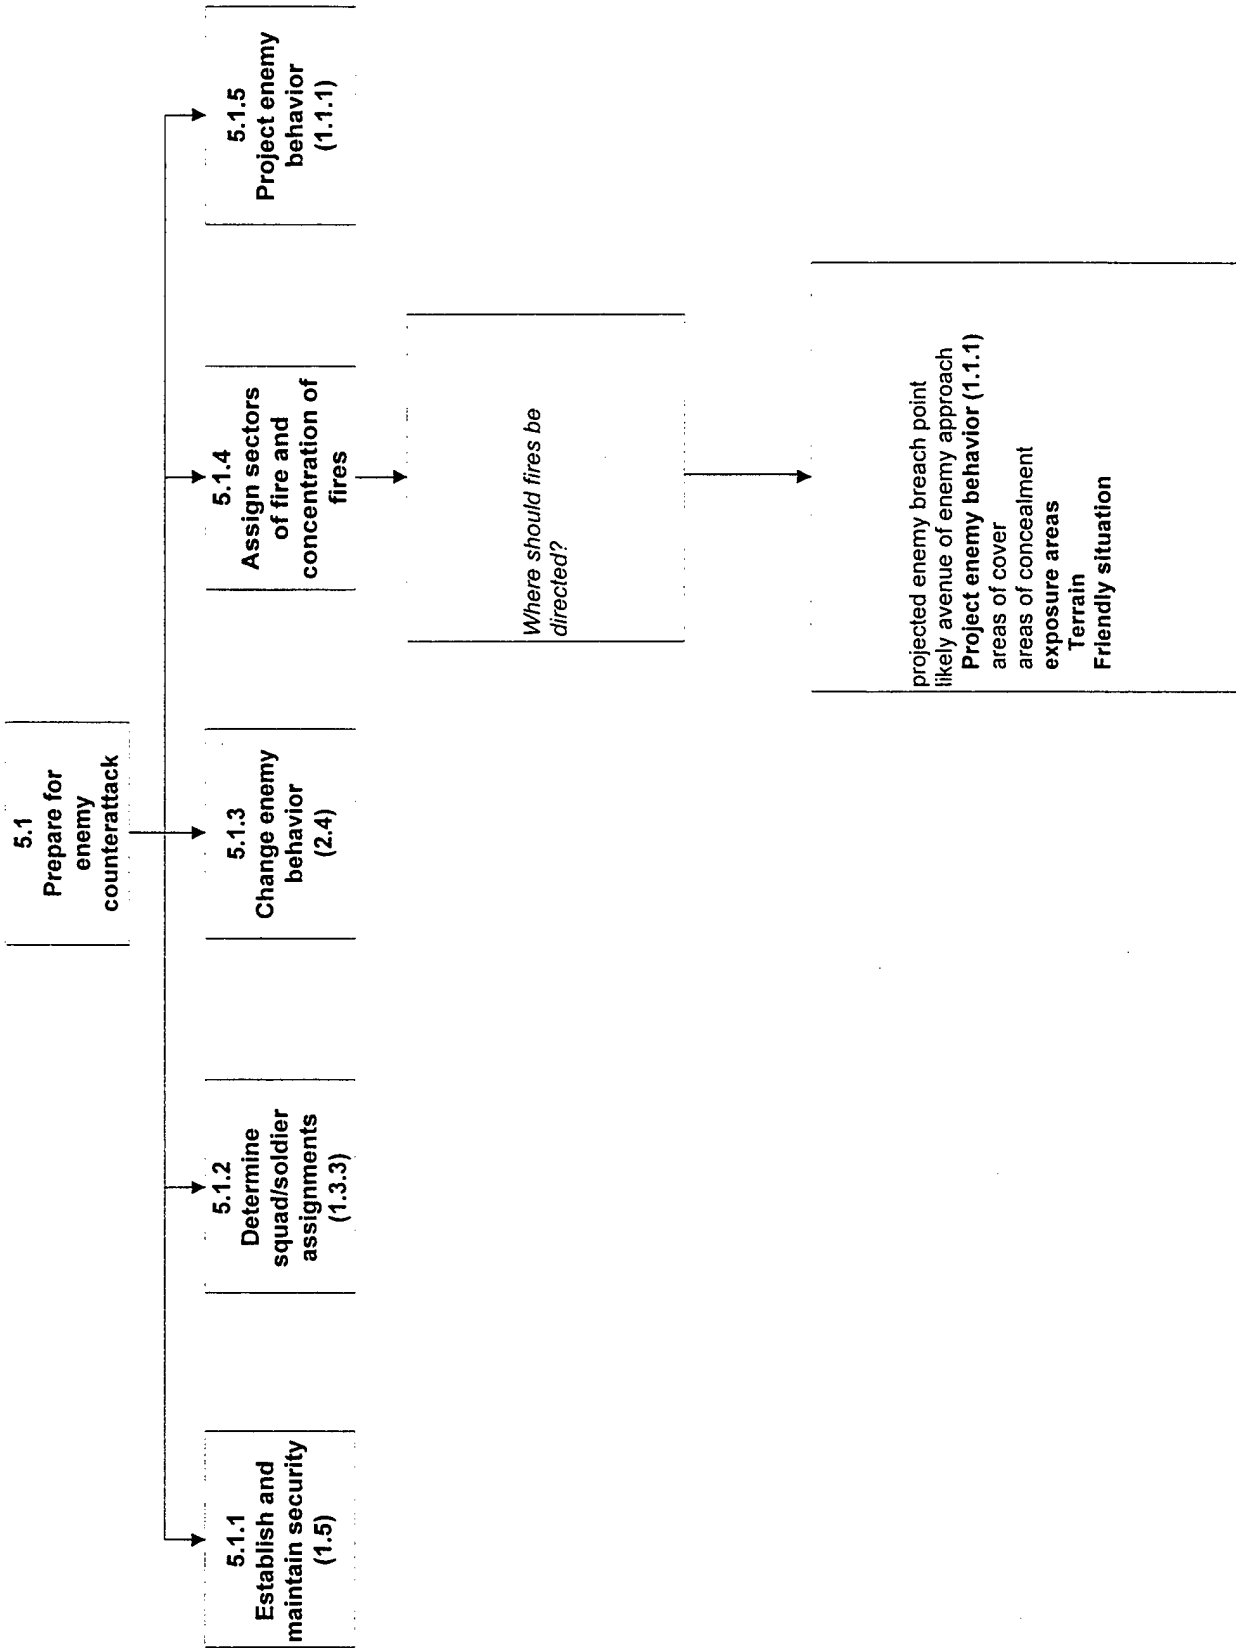 5.1
Prepare for
enemy
counterattack
5.1.1
Establish and
maintain security
(1.5)
5.1.2
Determine
squad/soldier
assignments
(1.3.3)
5.1.3
Change enemy
behavior
(2.4)
5.1.4
Assign sectors
of fire and
concentration of
fires
5.1.5
Project enemy
behavior
(1.1.1)
Where should fires be
directed?
projected enemy breach point
likely avenue of enemy approach
Project enemy behavior (1.1.1)
areas of cover
areas of concealment
exposure areas
Terrain
Friendly situation